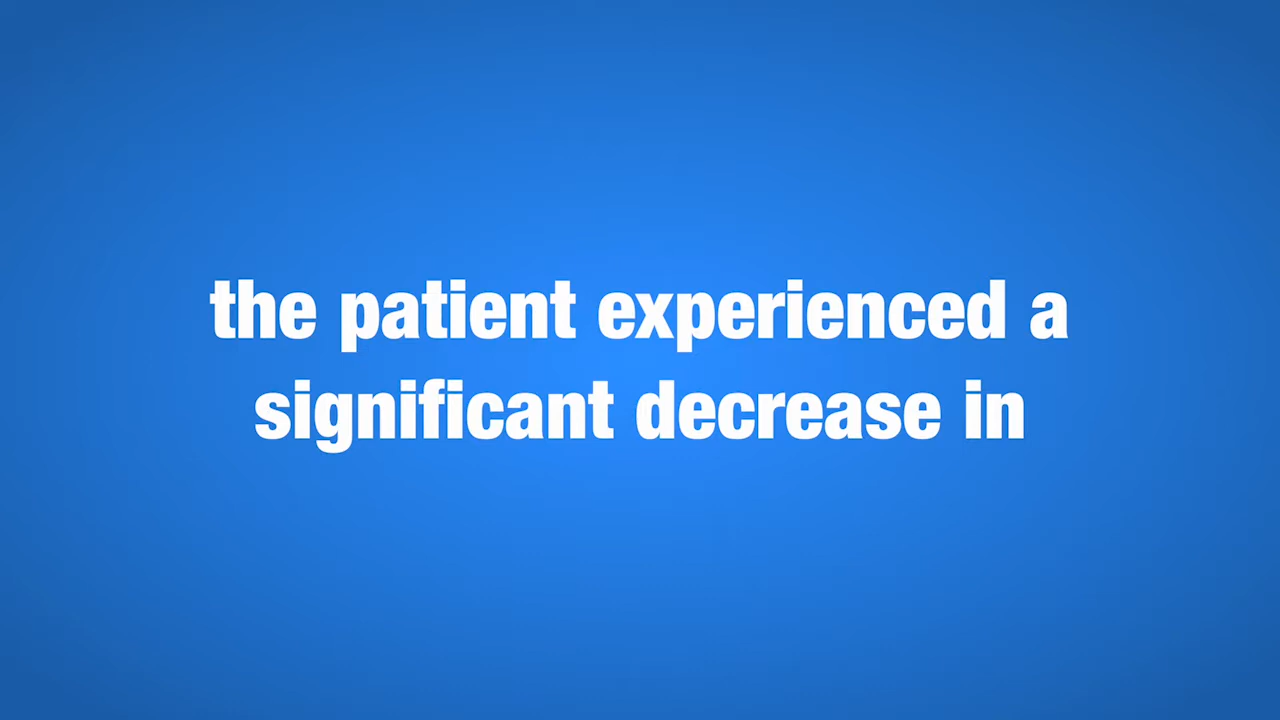 the patient experienced a
significant decrease in